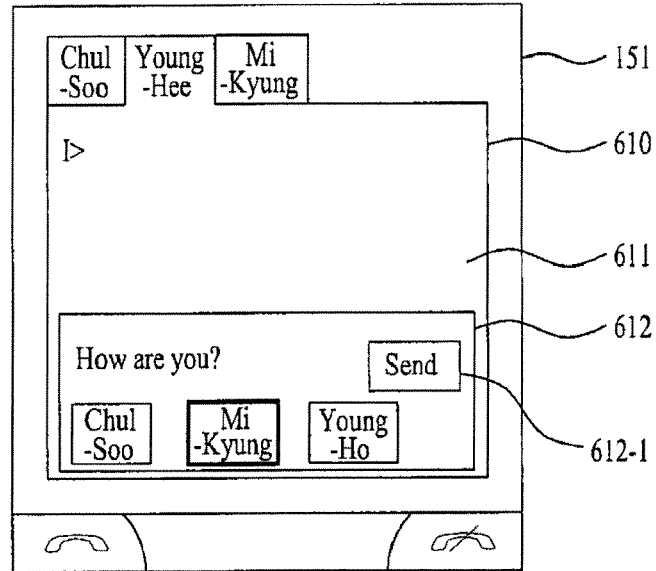 Chul
-Soo
Young
-Hee
Mi
-Kyung
151
610
I>
611
612
How are you?
Send
Chul
-Soo
Mi
-Kyung
Young
-Ho
612-1